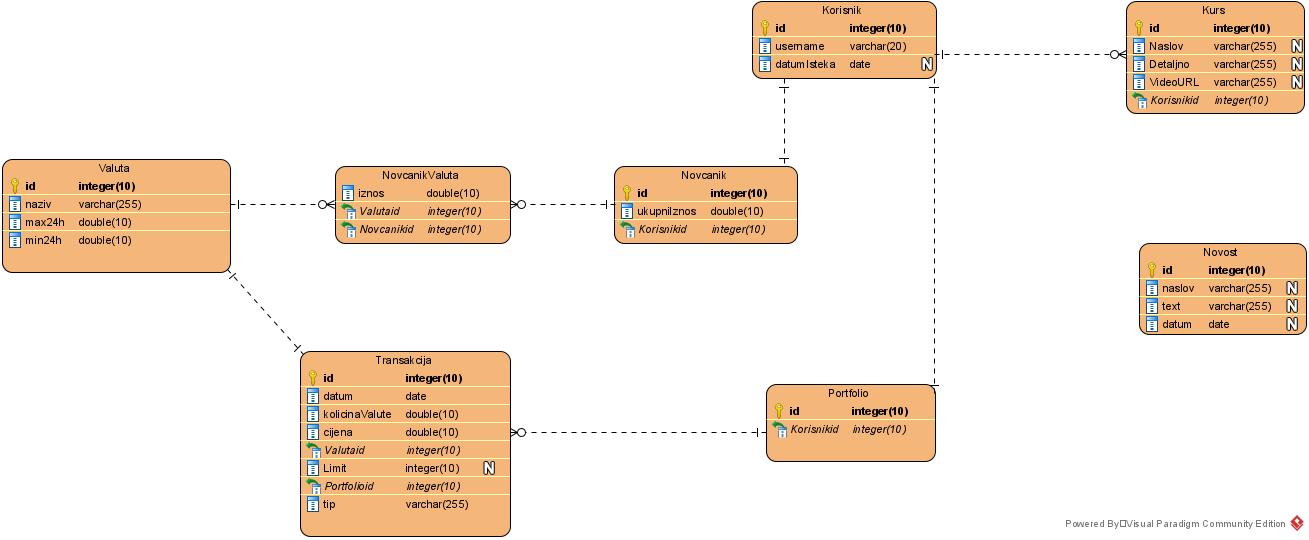 Korisnik
id integer(10)
username varchar(20)
datumIsteka date N
Kurs
id integer(10)
Naslov varchar(255) N
Detaljno varchar(255) N
VideoURL varchar(255) N
Korisnikid integer(10)
Valuta
id integer(10)
naziv varchar(255)
max24h double(10)
min24h double(10)
NovcanikValuta
iznos double(10)
Valutaid integer(10)
Novcanikid integer(10)
Novcanik
id integer(10)
ukupniIznos double(10)
Korisnikid integer(10)
Novost
id integer(10)
naslov varchar(255) N
text varchar(255) N
datum date N
Transakcija
id integer(10)
datum date
kolicinaValute double(10)
cijena double(10)
Valutaid integer(10)
Limit integer(10) N
Portfolioid integer(10)
tip varchar(255)
Portfolio
id integer(10)
Korisnikid integer(10)
Powered By□Visual Paradigm Community Edition